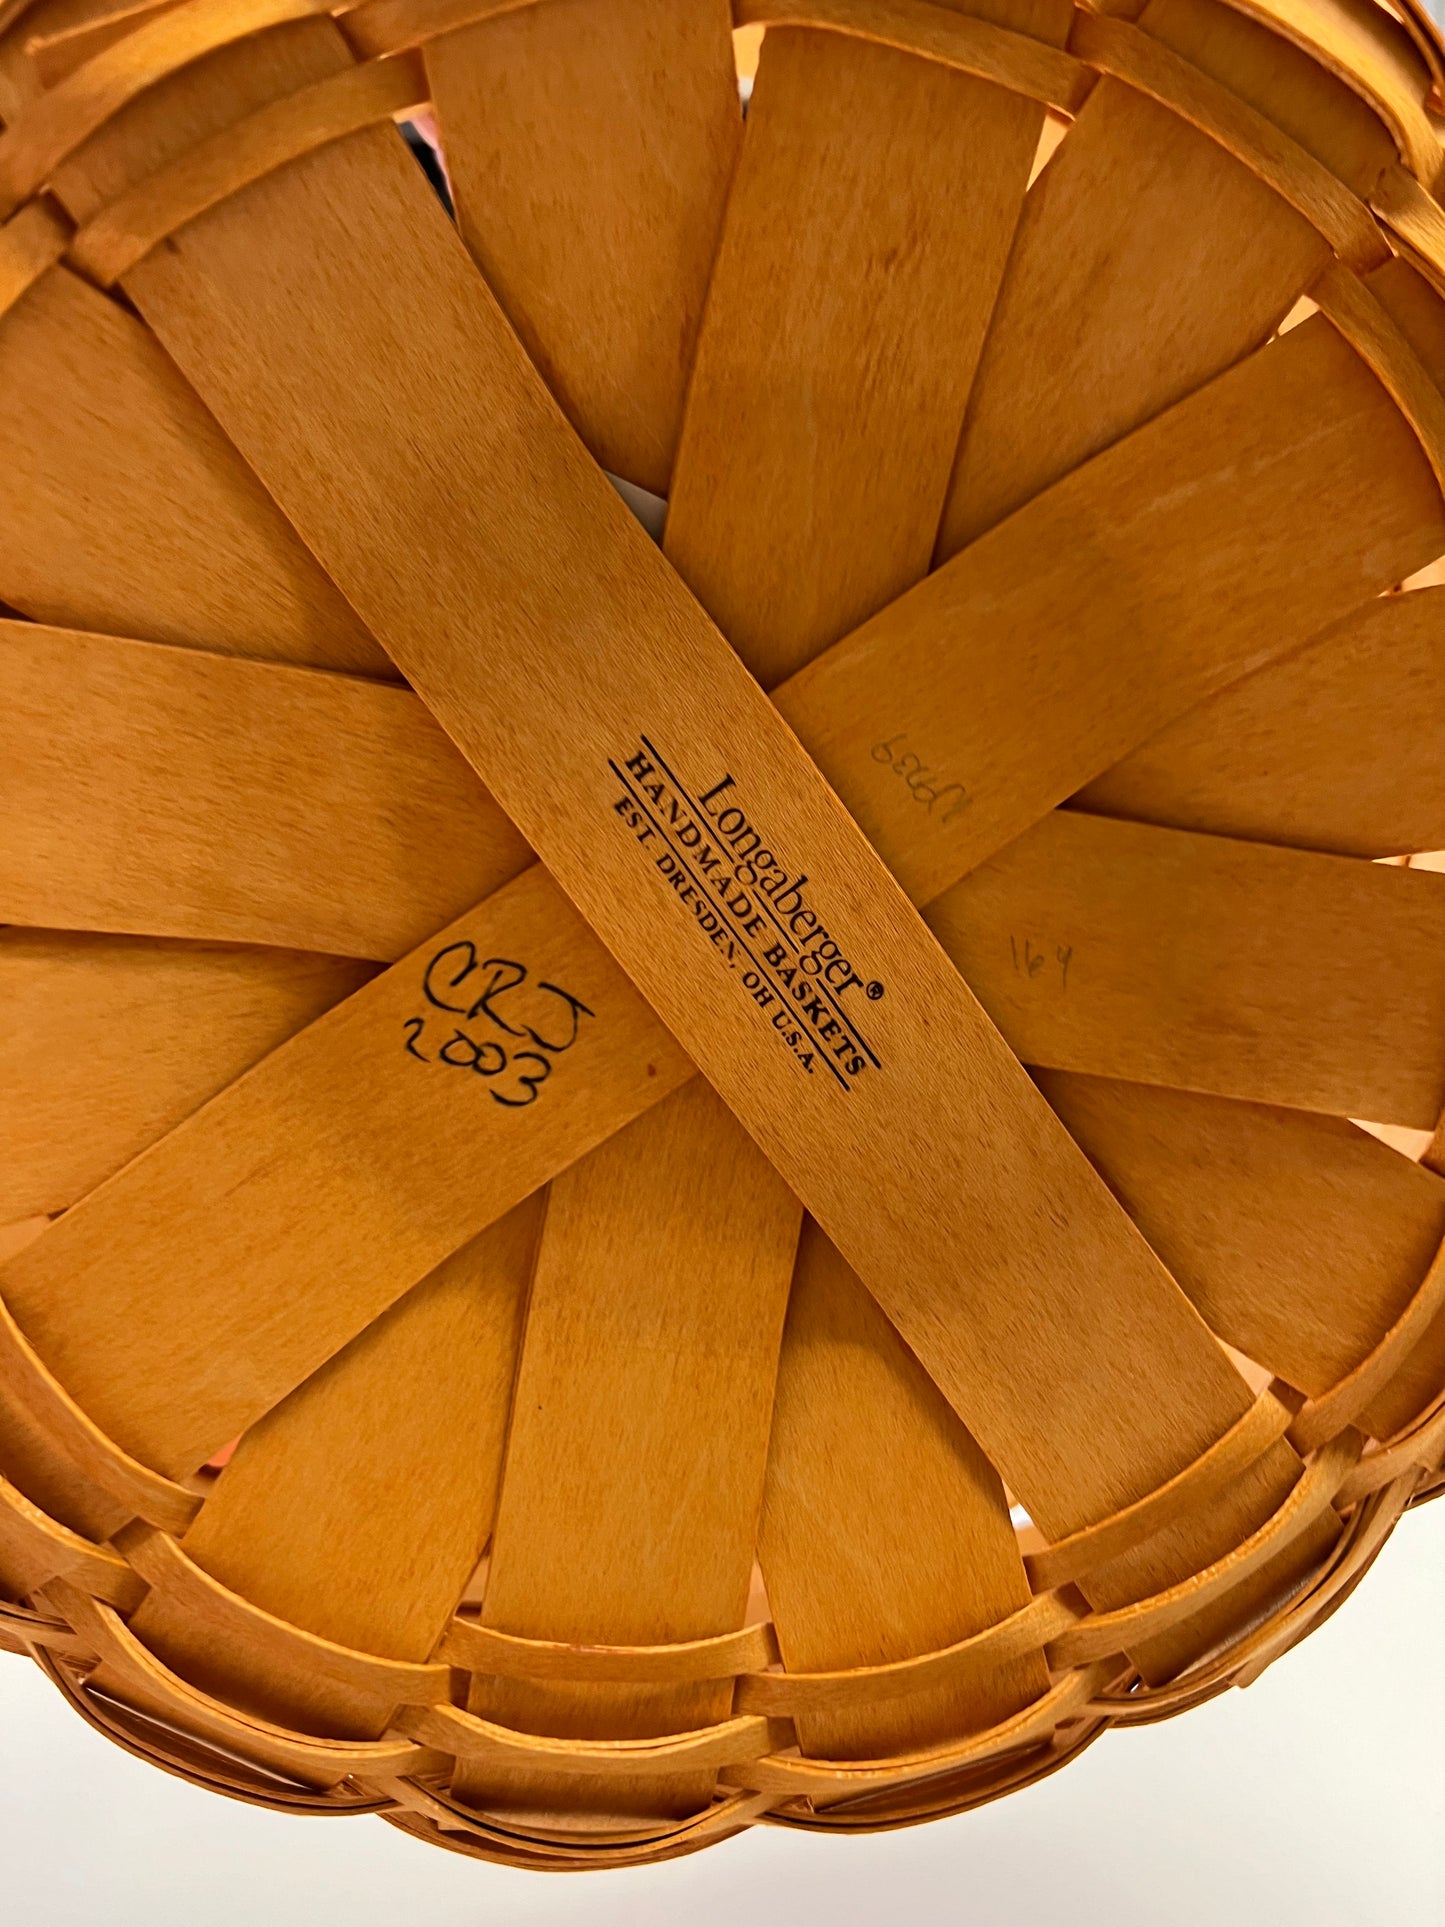 Longaberger®
HANDMADE BASKETS
EST. DRESDEN, OH U.S.A.
CRJ
2003
164